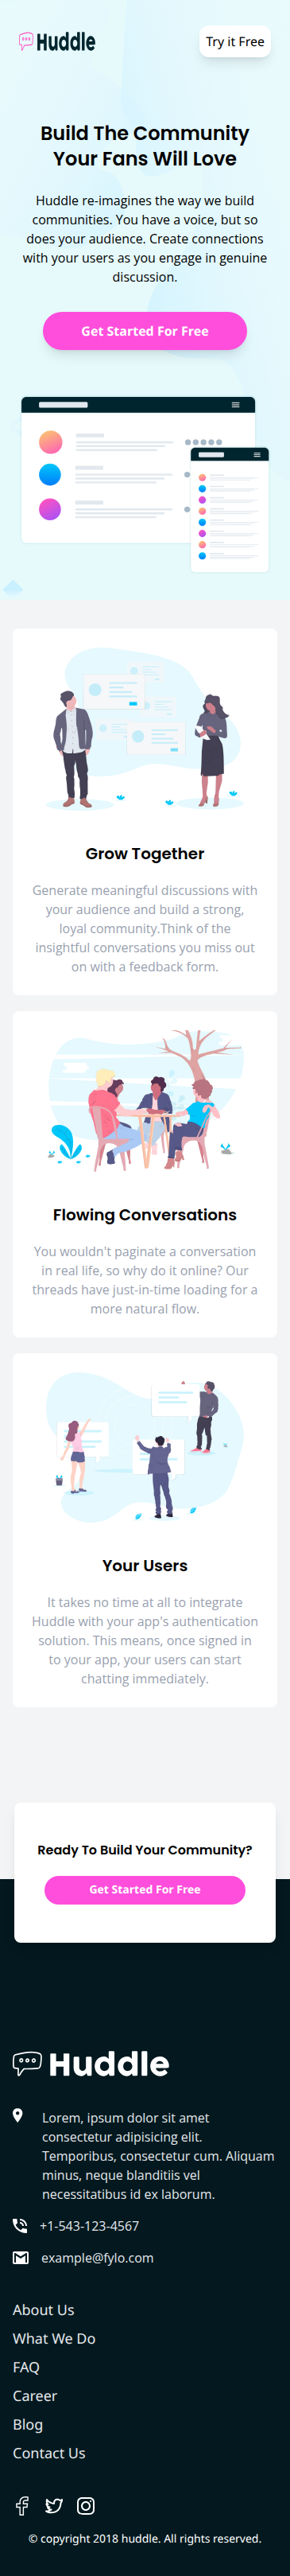 Huddle
Try it Free
Build The Community
Your Fans Will Love
Huddle re-imagines the way we build
communities. You have a voice, but so
does your audience. Create connections
with your users as you engage in genuine
discussion.
Get Started For Free
Grow Together
Generate meaningful discussions with
your audience and build a strong,
loyal community.Think of the
insightful conversations you miss out
on with a feedback form.
Flowing Conversations
You wouldn't paginate a conversation
in real life, so why do it online? Our
threads have just-in-time loading for a
more natural flow.
Your Users
It takes no time at all to integrate
Huddle with your app's authentication
solution. This means, once signed in
to your app, your users can start
chatting immediately.
Ready To Build Your Community?
Get Started For Free
Huddle
Lorem, ipsum dolor sit amet
consectetur adipisicing elit.
Temporibus, consectetur cum. Aliquam
minus, neque blanditiis vel
necessitatibus id ex laborum.
+1-543-123-4567
example@fylo.com
About Us
What We Do
FAQ
Career
Blog
Contact Us
© copyright 2018 huddle. All rights reserved.